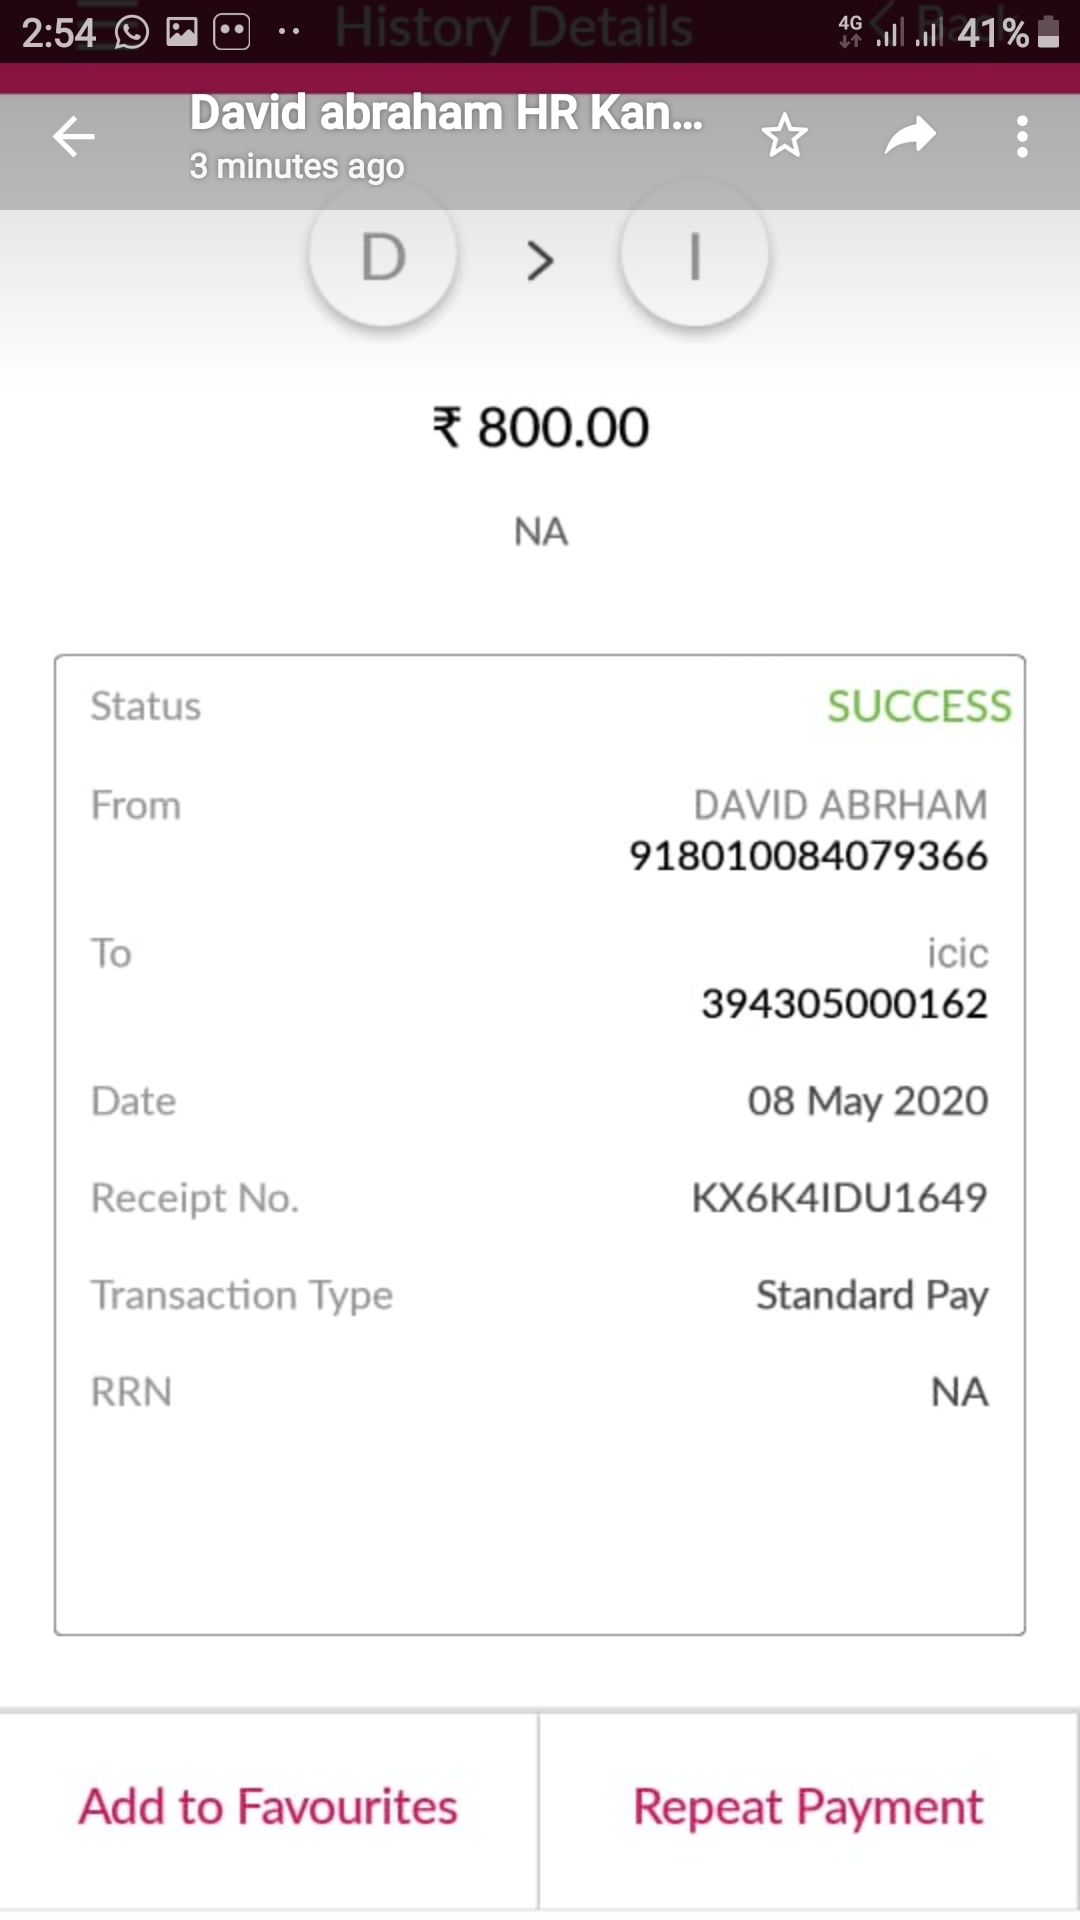 2:54 4G 41%
History Details Back
David abraham HR Kan...
3 minutes ago
D > I
₹ 800.00
NA
Status SUCCESS
From DAVID ABRHAM
918010084079366
To icic
394305000162
Date 08 May 2020
Receipt No. KX6K4IDU1649
Transaction Type Standard Pay
RRN NA
Add to Favourites Repeat Payment